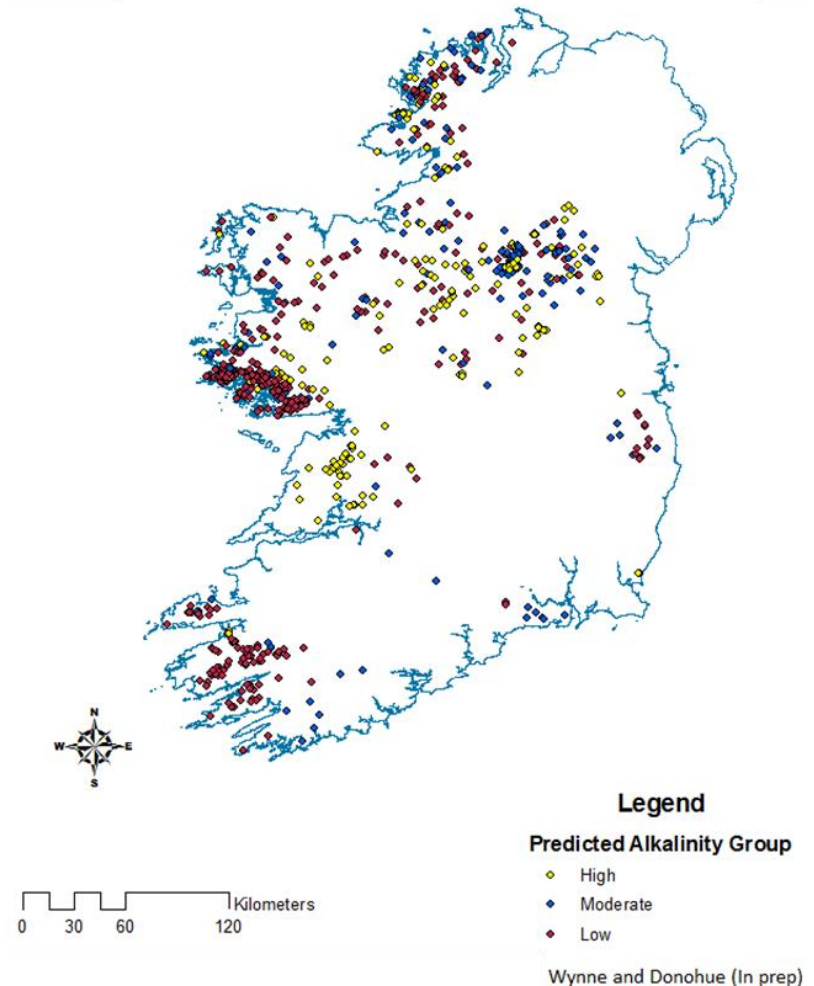 N
W E
S
Legend
Predicted Alkalinity Group
High
Moderate
Low
Kilometers
0 30 60 120
Wynne and Donohue (In prep)